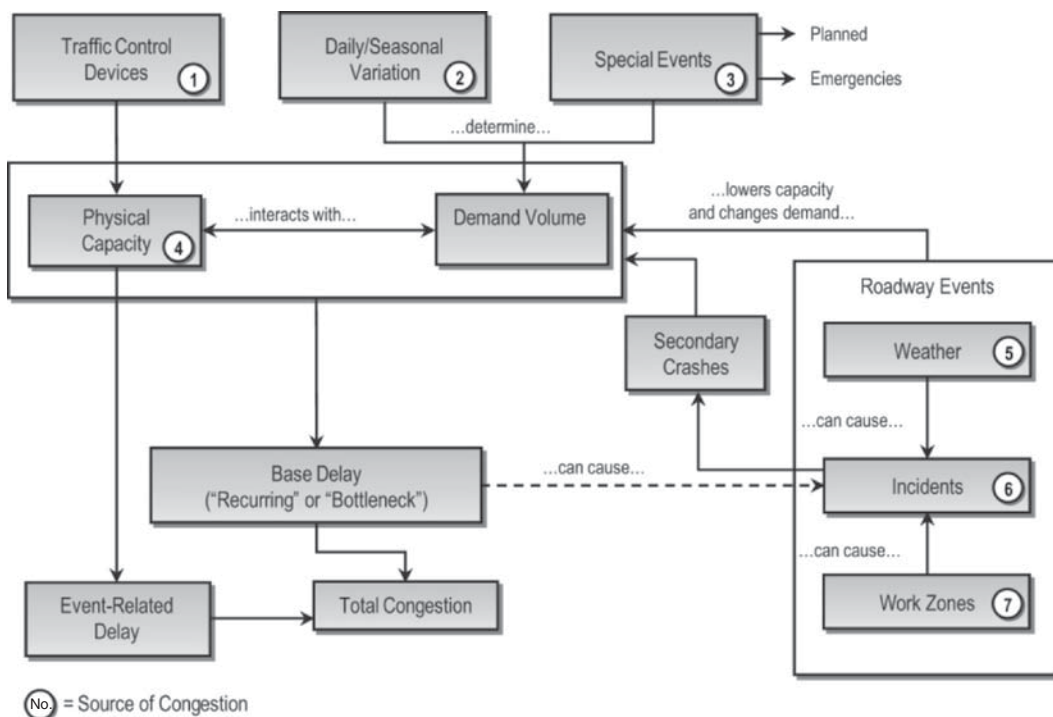 Traffic Control
Devices
1
Daily/Seasonal
Variation
2
Special Events
3
Planned
Emergencies
…determine…
Physical
Capacity
4
…interacts with…
Demand Volume
…lowers capacity
and changes demand…
Roadway Events
Weather
5
…can cause…
Secondary
Crashes
Base Delay
(“Recurring” or “Bottleneck”)
…can cause…
Incidents
6
…can cause…
Work Zones
7
Event-Related
Delay
Total Congestion
No. = Source of Congestion